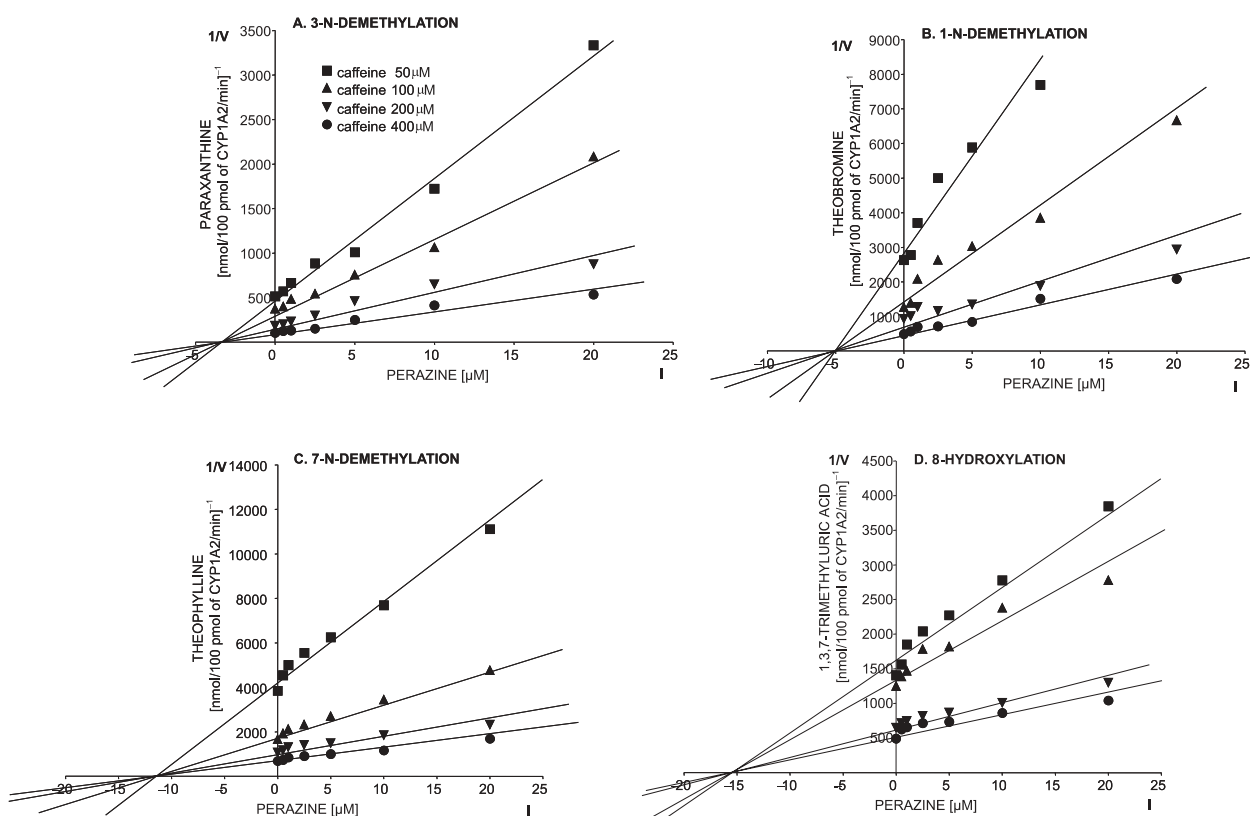 A. 3-N-DEMETHYLATION
1/V
PARAXANTHINE
[nmol/100 pmol of CYP1A2/min]⁻¹
3500
3000
2500
2000
1500
1000
500
caffeine 50μM
caffeine 100μM
caffeine 200μM
caffeine 400μM
-5 0 5 10 15 20 25
PERAZINE [μM]
I
B. 1-N-DEMETHYLATION
1/V
THEOBROMINE
[nmol/100 pmol of CYP1A2/min]⁻¹
9000
8000
7000
6000
5000
4000
3000
2000
1000
-10 -5 0 5 10 15 20 25
PERAZINE [μM]
I
C. 7-N-DEMETHYLATION
1/V
THEOPHYLLINE
[nmol/100 pmol of CYP1A2/min]⁻¹
14000
12000
10000
8000
6000
4000
2000
-20 -15 -10 -5 0 5 10 15 20 25
PERAZINE [μM]
I
D. 8-HYDROXYLATION
1/V
1,3,7-TRIMETHYLURIC ACID
[nmol/100 pmol of CYP1A2/min]⁻¹
4500
4000
3500
3000
2500
2000
1500
1000
500
-20 -15 -10 -5 0 5 10 15 20 25
PERAZINE [μM]
I